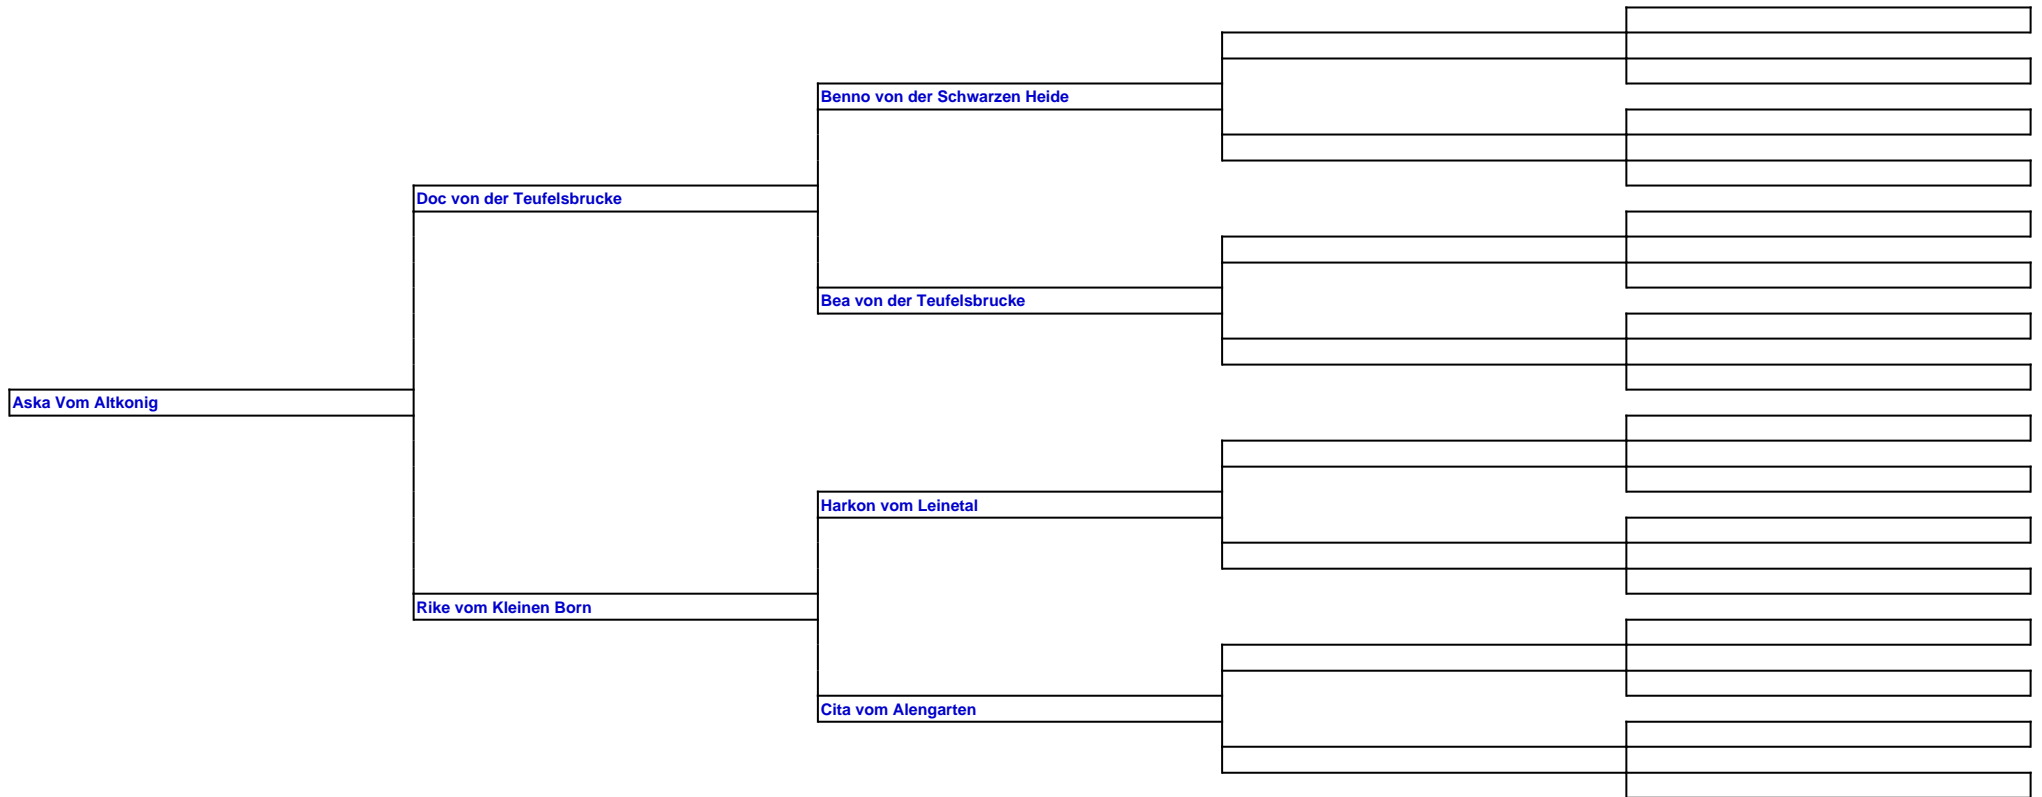 Benno von der Schwarzen Heide
Doc von der Teufelsbrucke
Bea von der Teufelsbrucke
Aska Vom Altkonig
Harkon vom Leinetal
Rike vom Kleinen Born
Cita vom Alengarten